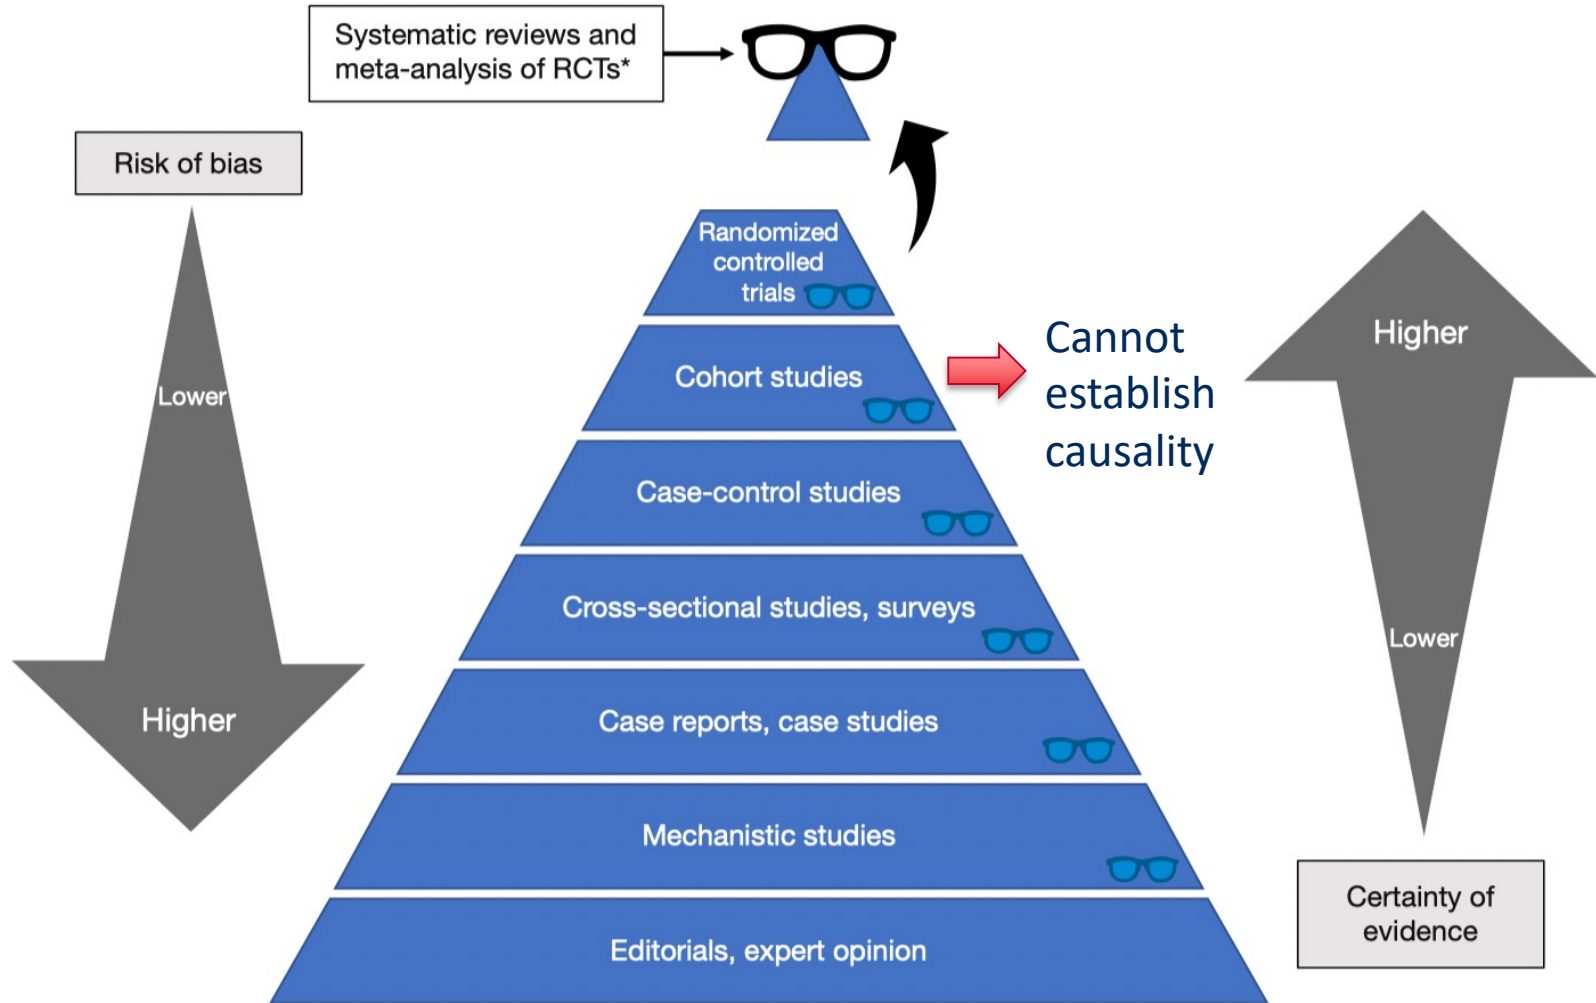 Systematic reviews and
meta-analysis of RCTs*
Risk of bias
Lower
Higher
Randomized
controlled
trials
Cohort studies
Case-control studies
Cross-sectional studies, surveys
Case reports, case studies
Mechanistic studies
Editorials, expert opinion
Cannot
establish
causality
Higher
Lower
Certainty of
evidence